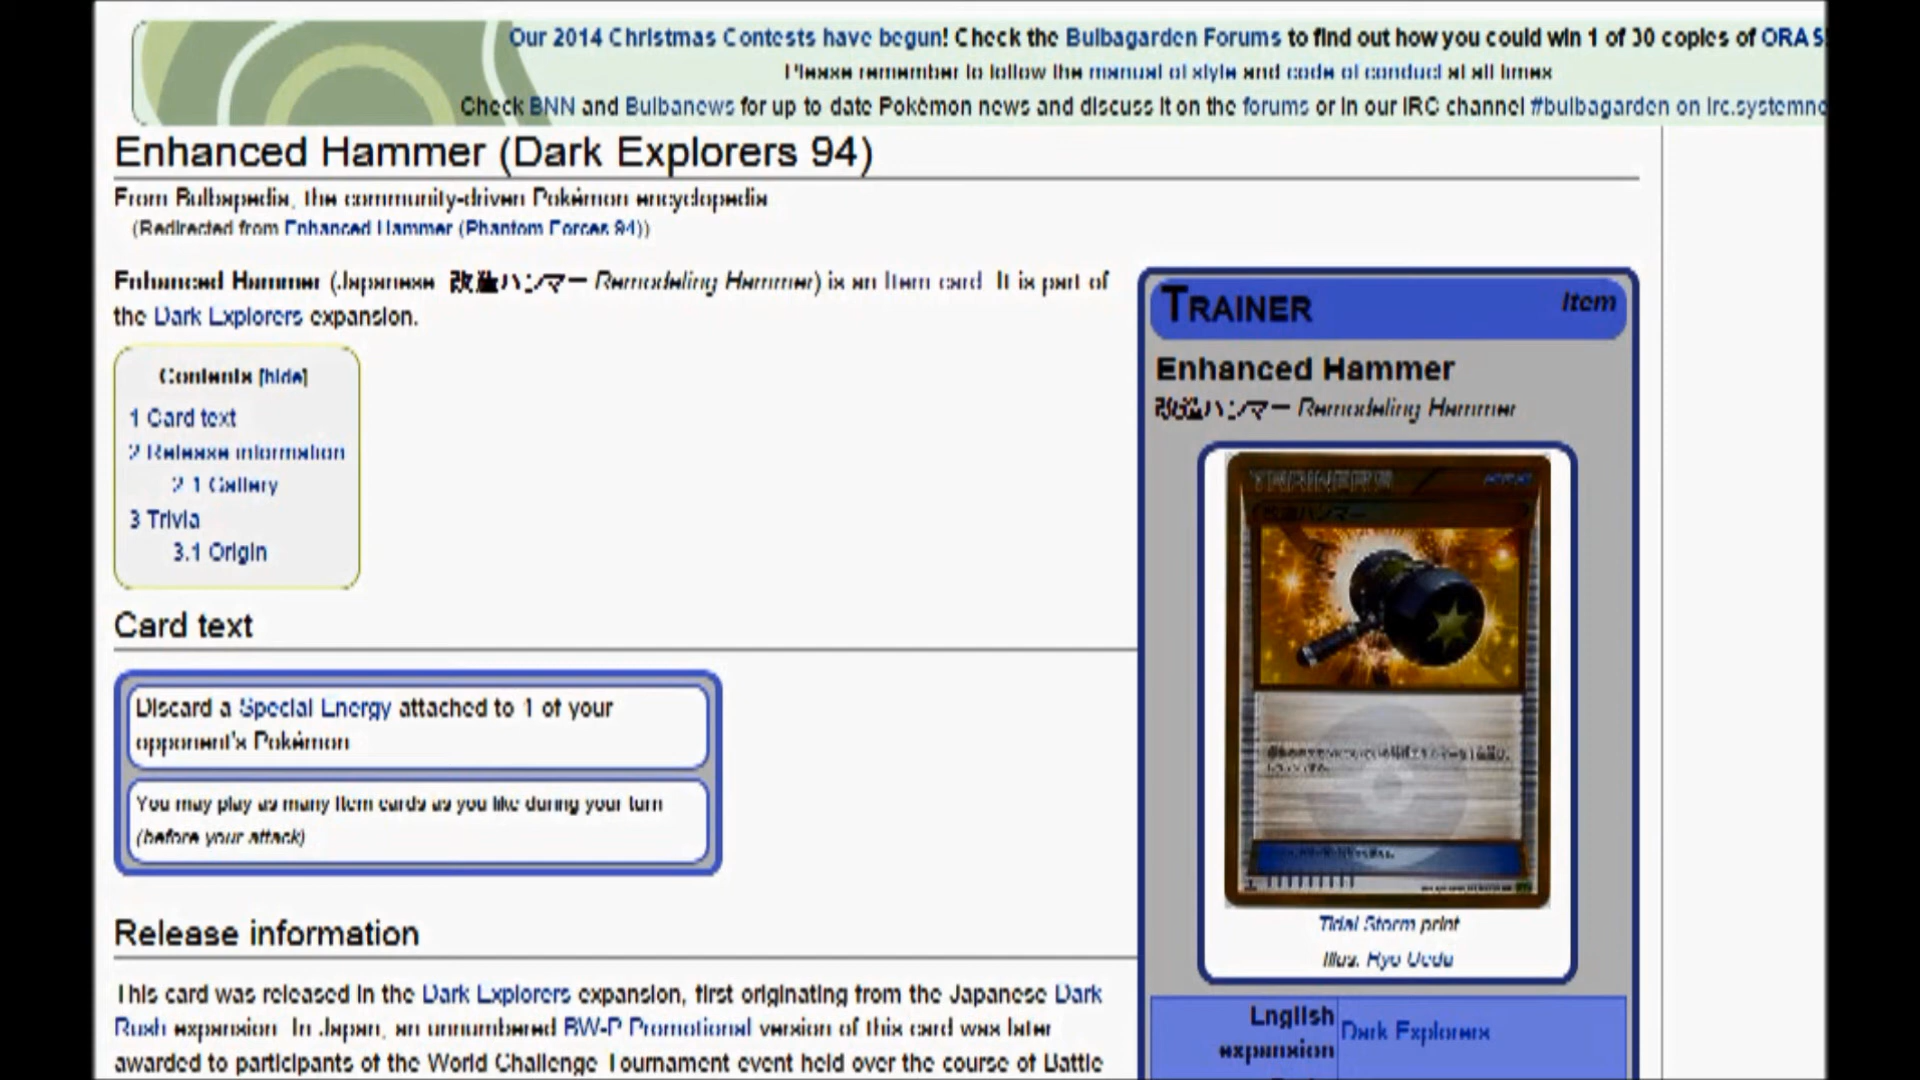 Our 2014 Christmas Contests have begun! Check the Bulbagarden Forums to find out how you could win 1 of 30 copies of ORAS
Please remember to follow the manual of style and code of conduct at all times
Check BNN and Bulbanews for up to date Pokémon news and discuss it on the forums or in our IRC channel #bulbagarden on irc.systemno
Enhanced Hammer (Dark Explorers 94)
From Bulbapedia, the community-driven Pokémon encyclopedia
(Redirected from Enhanced Hammer (Phantom Forces 94))
Enhanced Hammer (Japanese 改造ハンマー Remodeling Hammer) is an Item card. It is part of
the Dark Explorers expansion.
Contents [hide]
1 Card text
2 Release information
2.1 Gallery
3 Trivia
3.1 Origin
Card text
Discard a Special Energy attached to 1 of your
opponent's Pokémon
You may play as many Item cards as you like during your turn
(before your attack)
Release information
This card was released in the Dark Explorers expansion, first originating from the Japanese Dark
Rush expansion. In Japan, an unnumbered BW-P Promotional version of this card was later
awarded to participants of the World Challenge Tournament event held over the course of Battle
TRAINER
Item
Enhanced Hammer
改造ハンマー Remodeling Hammer
TRAINERS
改造ハンマー
Tidal Storm print
Illus. Ryo Ueda
English
expansion
Dark Explorers